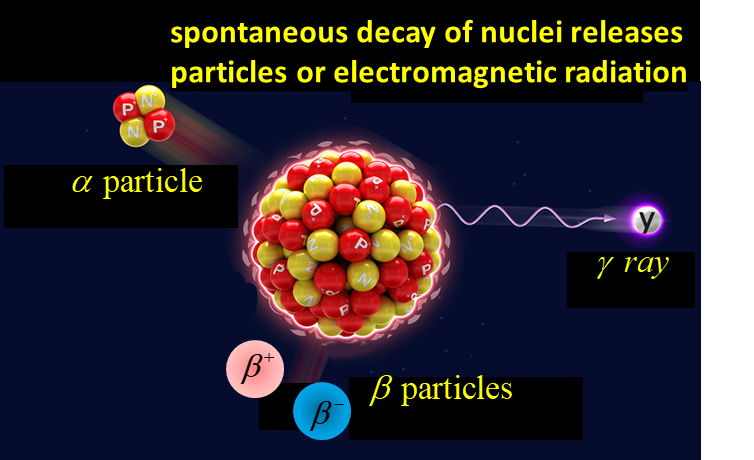 spontaneous decay of nuclei releases
particles or electromagnetic radiation
P N
N P
α particle
P
P
N
P
N
P
N
N
P
P
N
N
P
y
γ ray
β+
β−
β particles